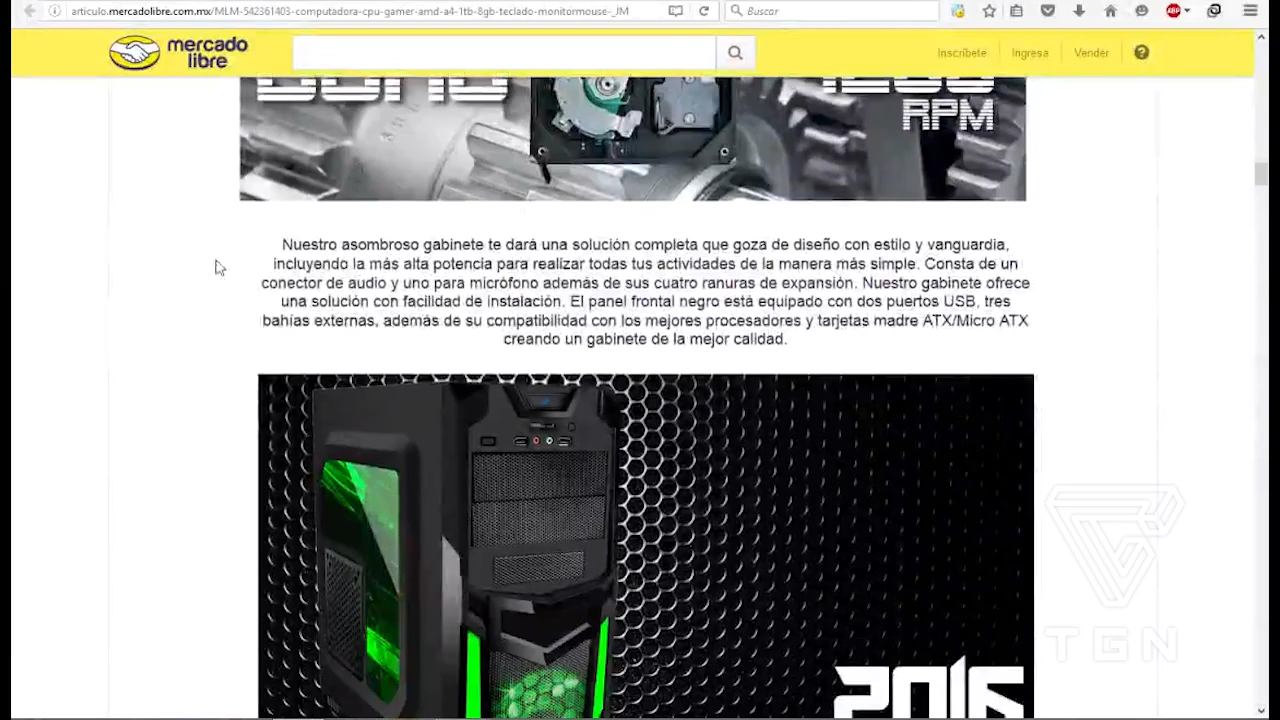 articulo.mercadolibre.com.mx/MLM-542361403-computadora-cpu-gamer-amd-a4-1tb-8gb-teclado-monitormouse-_JM
Buscar
ABP
mercado
libre
Inscríbete
Ingresa
Vender
?
RPM
Nuestro asombroso gabinete te dará una solución completa que goza de diseño con estilo y vanguardia,
incluyendo la más alta potencia para realizar todas tus actividades de la manera más simple. Consta de un
conector de audio y uno para micrófono además de sus cuatro ranuras de expansión. Nuestro gabinete ofrece
una solución con facilidad de instalación. El panel frontal negro está equipado con dos puertos USB, tres
bahías externas, además de su compatibilidad con los mejores procesadores y tarjetas madre ATX/Micro ATX
creando un gabinete de la mejor calidad.
TGN
2016